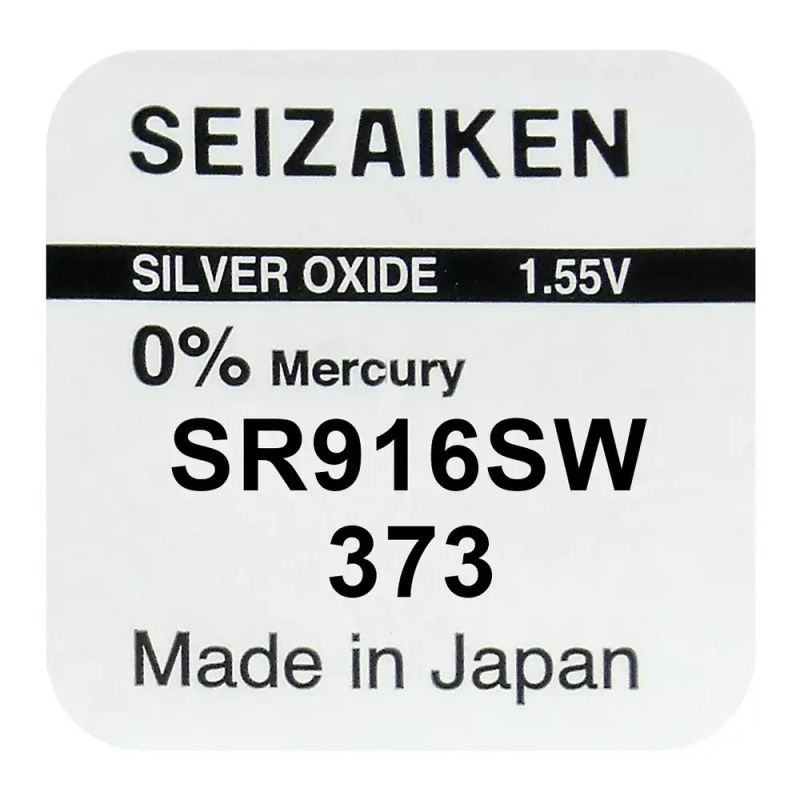 SEIZAIKEN
SILVER OXIDE 1.55V
0% Mercury
SR916SW
373
Made in Japan